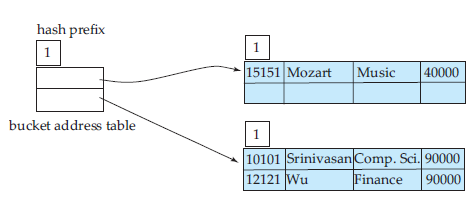 hash prefix
1
bucket address table
1
15151 Mozart Music 40000
1
10101 Srinivasan Comp. Sci. 90000
12121 Wu Finance 90000